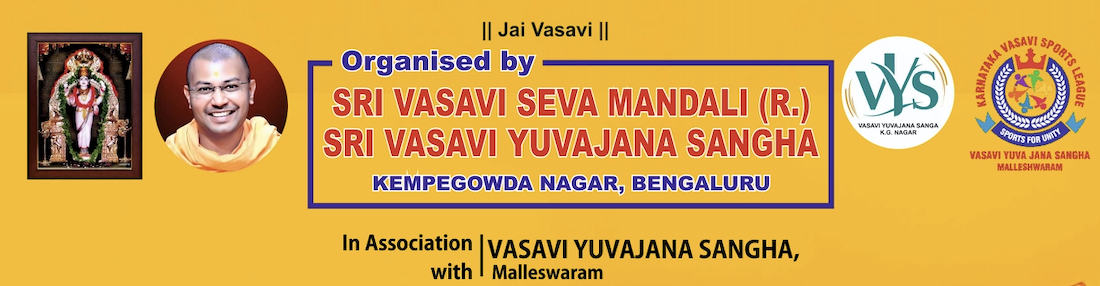 || Jai Vasavi ||
Organised by
SRI VASAVI SEVA MANDALI (R.)
SRI VASAVI YUVAJANA SANGHA
KEMPEGOWDA NAGAR, BENGALURU
In Association
with
VASAVI YUVAJANA SANGHA,
Malleswaram
VYS
VASAVI YUVAJANA SANGA
K.G. NAGAR
KARNATAKA VASAVI SPORTS LEAGUE
SPORTS FOR UNITY
VASAVI YUVA JANA SANGHA
MALLESHWARAM